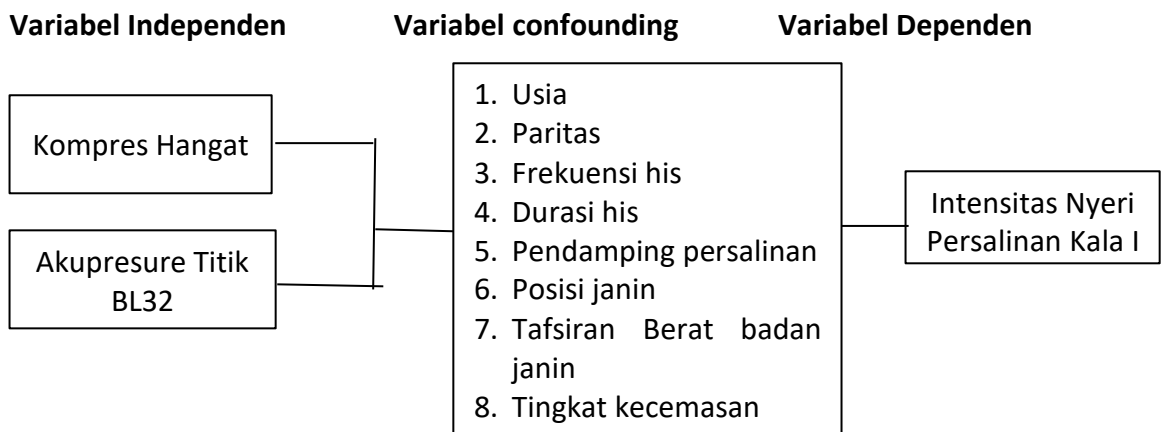 Variabel Independen Variabel confounding Variabel Dependen
Kompres Hangat
Akupresure Titik
BL32
1. Usia
2. Paritas
3. Frekuensi his
4. Durasi his
5. Pendamping persalinan
6. Posisi janin
7. Tafsiran Berat badan
janin
8. Tingkat kecemasan
Intensitas Nyeri
Persalinan Kala I